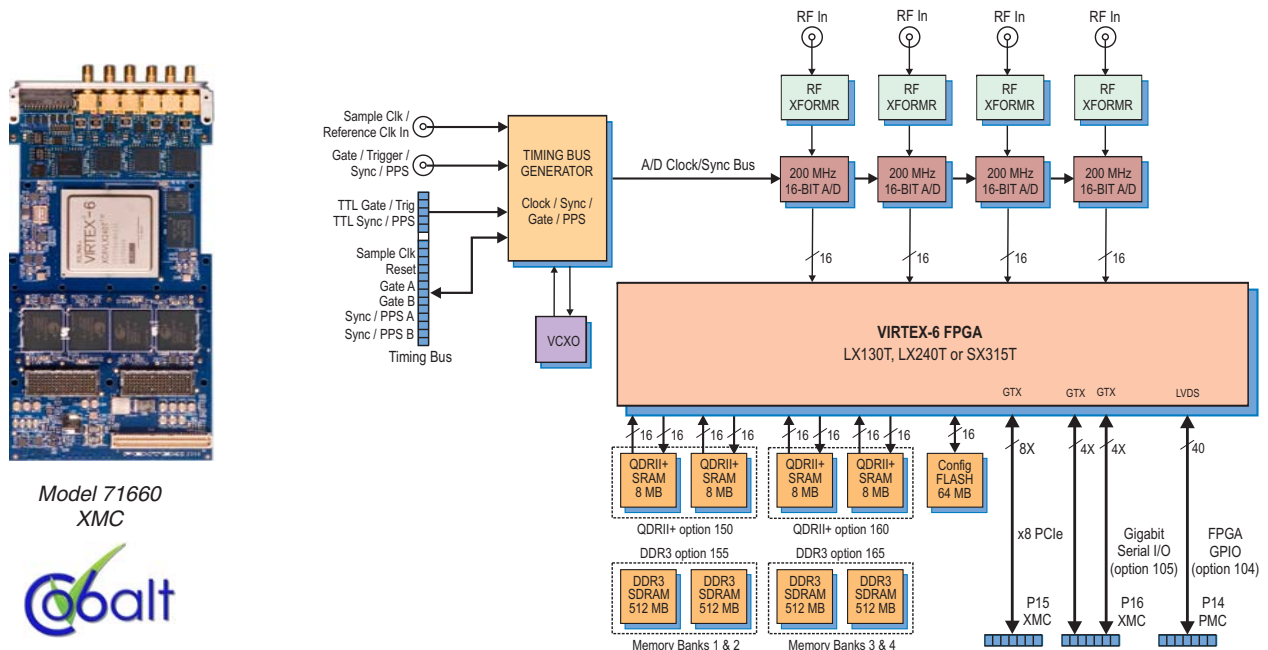 RF In
RF In
RF In
RF In
RF
XFORMR
RF
XFORMR
RF
XFORMR
RF
XFORMR
Sample Clk /
Reference Clk In
Gate / Trigger /
Sync / PPS
TTL Gate / Trig
TTL Sync / PPS
Sample Clk
Reset
Gate A
Gate B
Sync / PPS A
Sync / PPS B
Timing Bus
TIMING BUS
GENERATOR
Clock / Sync /
Gate / PPS
VCXO
A/D Clock/Sync Bus
200 MHz
16-BIT A/D
200 MHz
16-BIT A/D
200 MHz
16-BIT A/D
200 MHz
16-BIT A/D
16
16
16
16
VIRTEX-6 FPGA
LX130T, LX240T or SX315T
GTX
GTX
GTX
LVDS
16
16
16
16
16
16
16
16
16
8X
4X
4X
40
QDRII+
SRAM
8 MB
QDRII+
SRAM
8 MB
QDRII+
SRAM
8 MB
QDRII+
SRAM
8 MB
Config
FLASH
64 MB
QDRII+ option 150
QDRII+ option 160
DDR3 option 155
DDR3 option 165
DDR3
SDRAM
512 MB
DDR3
SDRAM
512 MB
DDR3
SDRAM
512 MB
DDR3
SDRAM
512 MB
Memory Banks 1 & 2
Memory Banks 3 & 4
x8 PCIe
Gigabit
Serial I/O
(option 105)
FPGA
GPIO
(option 104)
P15
XMC
P16
XMC
P14
PMC
VIRTEX-6
Model 71660
XMC
Cobalt